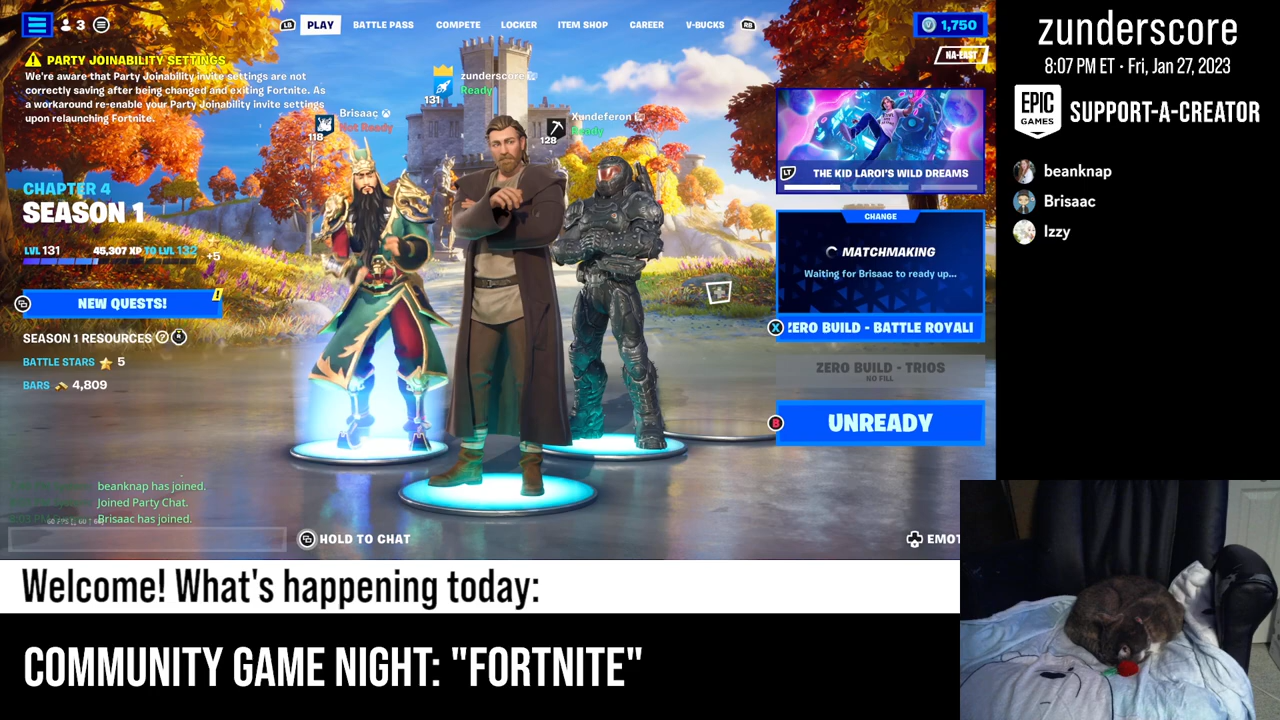 3
LB
PLAY
BATTLE PASS
COMPETE
LOCKER
ITEM SHOP
CAREER
V-BUCKS
RB
1,750
NA-EAST
PARTY JOINABILITY SETTINGS
We're aware that Party Joinability invite settings are not
correctly saving after being changed and exiting Fortnite. As
a workaround re-enable your Party Joinability invite settings
upon relaunching Fortnite.
zunderscore
131
Ready
Brisaac
118
Not Ready
Xundeferon
128
Ready
CHAPTER 4
SEASON 1
LVL 131
45,307 XP TO LVL 132
+5
NEW QUESTS!
!
SEASON 1 RESOURCES
BATTLE STARS 5
BARS 4,809
LT
THE KID LAROI'S WILD DREAMS
CHANGE
MATCHMAKING
Waiting for Brisaac to ready up...
X
ZERO BUILD - BATTLE ROYALI
ZERO BUILD - TRIOS
NO FILL
B
UNREADY
beanknap has joined.
Joined Party Chat.
Brisaac has joined.
HOLD TO CHAT
EMOT
zunderscore
8:07 PM ET · Fri, Jan 27, 2023
EPIC
GAMES
SUPPORT-A-CREATOR
beanknap
Brisaac
Izzy
Welcome! What's happening today:
COMMUNITY GAME NIGHT: "FORTNITE"